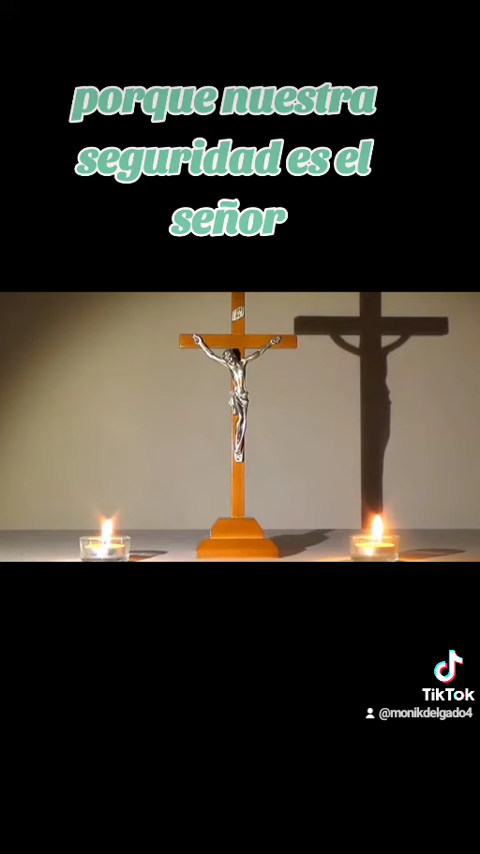 porque nuestra
seguridad es el
señor
TikTok
@monikdelgado4